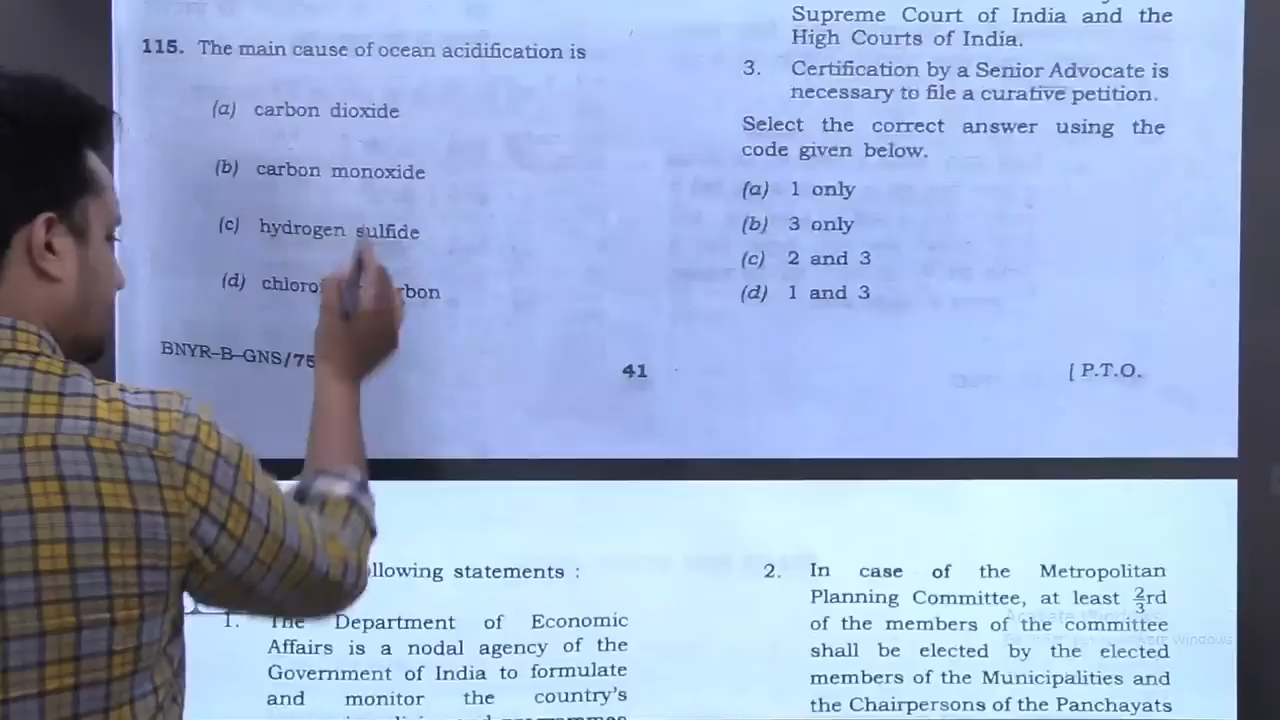 115. The main cause of ocean acidification is
(a) carbon dioxide
(b) carbon monoxide
(c) hydrogen sulfide
(d)
BNYR–B–GNS/75
Supreme Court of India and the
High Courts of India.
3. Certification by a Senior Advocate is
necessary to file a curative petition.
Select the correct answer using the
code given below.
(a) 1 only
(b) 3 only
(c) 2 and 3
(d) 1 and 3
41
[ P.T.O.
statements :
1. The Department of Economic
Affairs is a nodal agency of the
Government of India to formulate
and monitor the country's
2. In case of the Metropolitan
Planning Committee, at least 2/3rd
of the members of the committee
shall be elected by the elected
members of the Municipalities and
the Chairpersons of the Panchayats